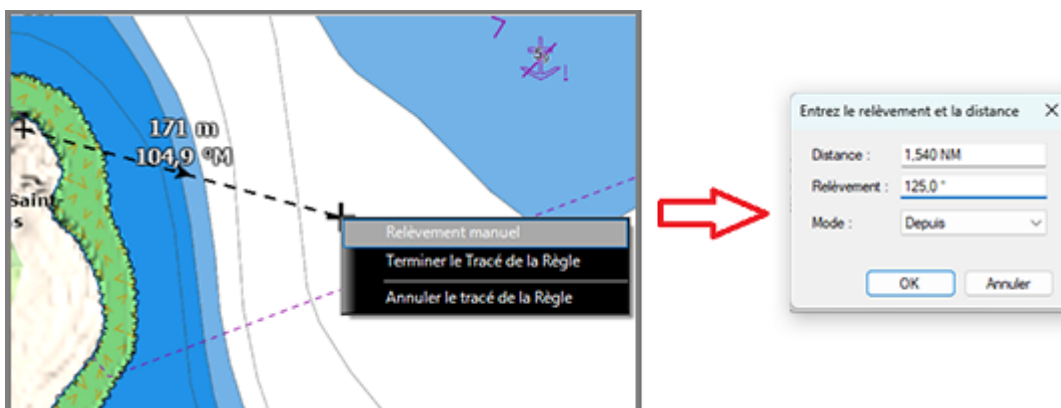 171 m
104,9 °M
saint
s
Relèvement manuel
Terminer le Tracé de la Règle
Annuler le tracé de la Règle
Entrez le relèvement et la distance
Distance : 1,540 NM
Relèvement : 125,0 °
Mode : Depuis
OK Annuler